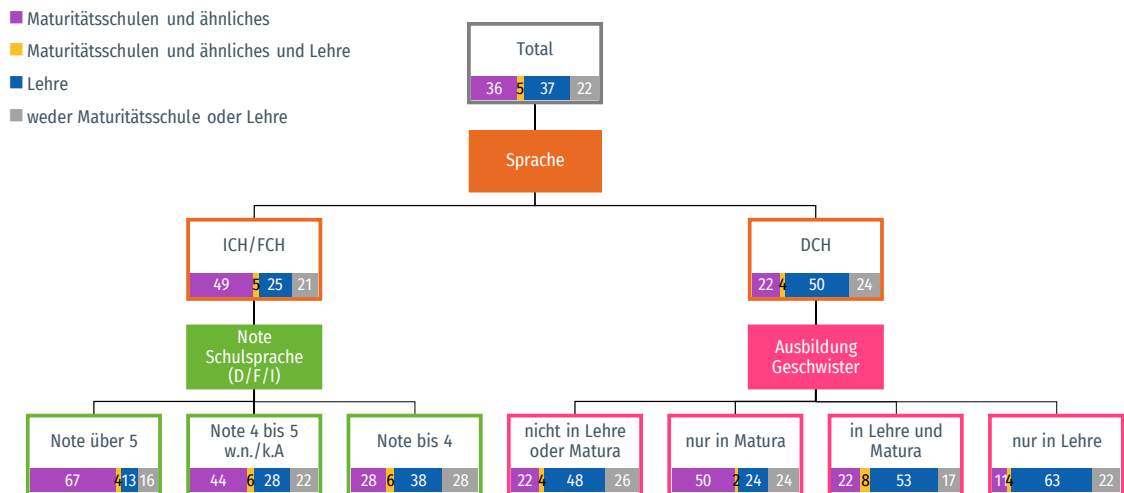 Maturitätsschulen und ähnliches
Maturitätsschulen und ähnliches und Lehre
Lehre
weder Maturitätsschule oder Lehre
Total
36 5 37 22
Sprache
ICH/FCH
49 5 25 21
DCH
22 4 50 24
Note
Schulsprache
(D/F/I)
Ausbildung
Geschwister
Note über 5
67 4 13 16
Note 4 bis 5
w.n./k.A
44 6 28 22
Note bis 4
28 6 38 28
nicht in Lehre
oder Matura
22 4 48 26
nur in Matura
50 2 24 24
in Lehre und
Matura
22 8 53 17
nur in Lehre
11 4 63 22